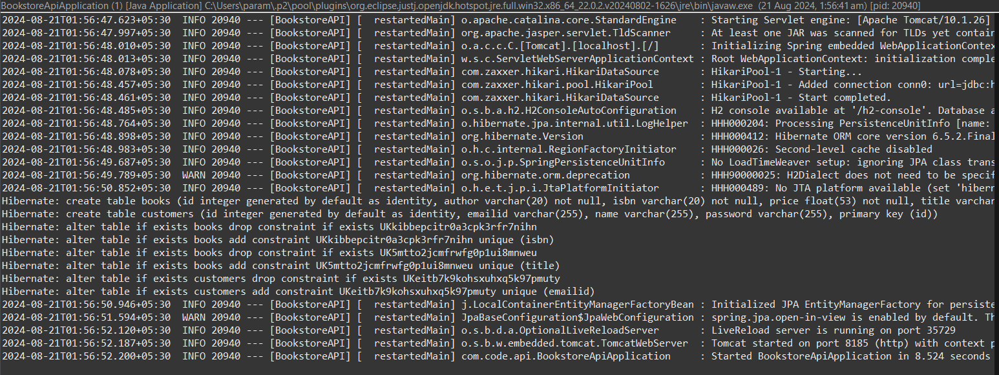 BookstoreApiApplication (1) [Java Application] C:\Users\param\.p2\pool\plugins\org.eclipse.justj.openjdk.hotspot.jre.full.win32.x86_64_22.0.2.v20240802-1626\jre\bin\javaw.exe (21 Aug 2024, 1:56:41 am) [pid: 20940]
2024-08-21T01:56:47.623+05:30  INFO 20940 --- [BookstoreAPI] [  restartedMain] o.apache.catalina.core.StandardEngine    : Starting Servlet engine: [Apache Tomcat/10.1.26]
2024-08-21T01:56:47.997+05:30  INFO 20940 --- [BookstoreAPI] [  restartedMain] org.apache.jasper.servlet.TldScanner     : At least one JAR was scanned for TLDs yet contain
2024-08-21T01:56:48.010+05:30  INFO 20940 --- [BookstoreAPI] [  restartedMain] o.a.c.c.C.[Tomcat].[localhost].[/]       : Initializing Spring embedded WebApplicationContex
2024-08-21T01:56:48.013+05:30  INFO 20940 --- [BookstoreAPI] [  restartedMain] w.s.c.ServletWebServerApplicationContext : Root WebApplicationContext: initialization comple
2024-08-21T01:56:48.078+05:30  INFO 20940 --- [BookstoreAPI] [  restartedMain] com.zaxxer.hikari.HikariDataSource       : HikariPool-1 - Starting...
2024-08-21T01:56:48.457+05:30  INFO 20940 --- [BookstoreAPI] [  restartedMain] com.zaxxer.hikari.pool.HikariPool        : HikariPool-1 - Added connection conn0: url=jdbc:h
2024-08-21T01:56:48.461+05:30  INFO 20940 --- [BookstoreAPI] [  restartedMain] com.zaxxer.hikari.HikariDataSource       : HikariPool-1 - Start completed.
2024-08-21T01:56:48.485+05:30  INFO 20940 --- [BookstoreAPI] [  restartedMain] o.s.b.a.h2.H2ConsoleAutoConfiguration    : H2 console available at '/h2-console'. Database a
2024-08-21T01:56:48.764+05:30  INFO 20940 --- [BookstoreAPI] [  restartedMain] o.hibernate.jpa.internal.util.LogHelper  : HHH000204: Processing PersistenceUnitInfo [name:
2024-08-21T01:56:48.898+05:30  INFO 20940 --- [BookstoreAPI] [  restartedMain] org.hibernate.Version                    : HHH000412: Hibernate ORM core version 6.5.2.Final
2024-08-21T01:56:48.983+05:30  INFO 20940 --- [BookstoreAPI] [  restartedMain] o.h.c.internal.RegionFactoryInitiator    : HHH000026: Second-level cache disabled
2024-08-21T01:56:49.687+05:30  INFO 20940 --- [BookstoreAPI] [  restartedMain] o.s.o.j.p.SpringPersistenceUnitInfo      : No LoadTimeWeaver setup: ignoring JPA class trans
2024-08-21T01:56:49.789+05:30  WARN 20940 --- [BookstoreAPI] [  restartedMain] org.hibernate.orm.deprecation            : HHH90000025: H2Dialect does not need to be specif
2024-08-21T01:56:50.852+05:30  INFO 20940 --- [BookstoreAPI] [  restartedMain] o.h.e.t.j.p.i.JtaPlatformInitiator       : HHH000489: No JTA platform available (set 'hibern
Hibernate: create table books (id integer generated by default as identity, author varchar(20) not null, isbn varchar(20) not null, price float(53) not null, title varchar
Hibernate: create table customers (id integer generated by default as identity, emailid varchar(255), name varchar(255), password varchar(255), primary key (id))
Hibernate: alter table if exists books drop constraint if exists UKkibbepcitr0a3cpk3rfr7nihn
Hibernate: alter table if exists books add constraint UKkibbepcitr0a3cpk3rfr7nihn unique (isbn)
Hibernate: alter table if exists books drop constraint if exists UK5mtto2jcmfrwfg0p1ui8mnweu
Hibernate: alter table if exists books add constraint UK5mtto2jcmfrwfg0p1ui8mnweu unique (title)
Hibernate: alter table if exists customers drop constraint if exists UKeitb7k9kohsxuhxq5k97pmuty
Hibernate: alter table if exists customers add constraint UKeitb7k9kohsxuhxq5k97pmuty unique (emailid)
2024-08-21T01:56:50.946+05:30  INFO 20940 --- [BookstoreAPI] [  restartedMain] j.LocalContainerEntityManagerFactoryBean : Initialized JPA EntityManagerFactory for persiste
2024-08-21T01:56:51.594+05:30  WARN 20940 --- [BookstoreAPI] [  restartedMain] JpaBaseConfiguration$JpaWebConfiguration : spring.jpa.open-in-view is enabled by default. Th
2024-08-21T01:56:52.120+05:30  INFO 20940 --- [BookstoreAPI] [  restartedMain] o.s.b.d.a.OptionalLiveReloadServer       : LiveReload server is running on port 35729
2024-08-21T01:56:52.187+05:30  INFO 20940 --- [BookstoreAPI] [  restartedMain] o.s.b.w.embedded.tomcat.TomcatWebServer  : Tomcat started on port 8185 (http) with context p
2024-08-21T01:56:52.200+05:30  INFO 20940 --- [BookstoreAPI] [  restartedMain] com.code.api.BookstoreApiApplication     : Started BookstoreApiApplication in 8.524 seconds